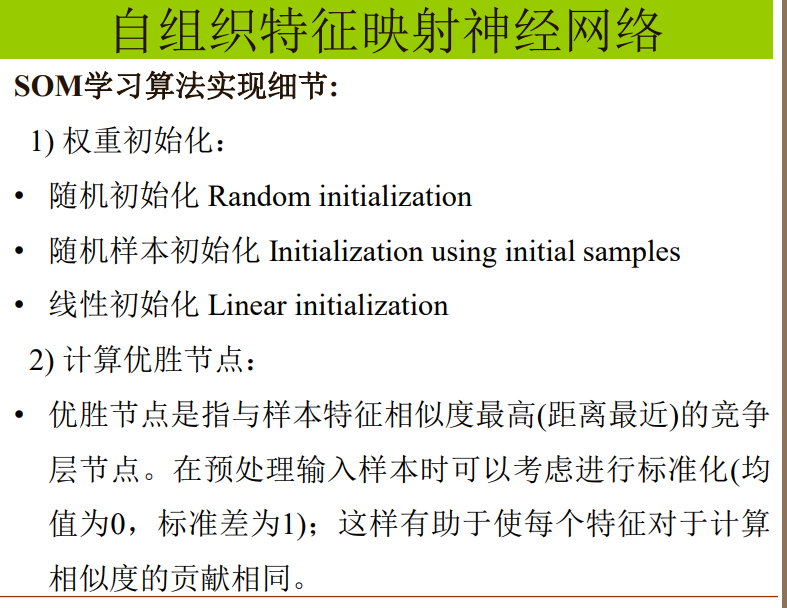 自组织特征映射神经网络
SOM学习算法实现细节:
1) 权重初始化：
• 随机初始化 Random initialization
• 随机样本初始化 Initialization using initial samples
• 线性初始化 Linear initialization
2) 计算优胜节点：
• 优胜节点是指与样本特征相似度最高(距离最近)的竞争
层节点。在预处理输入样本时可以考虑进行标准化(均
值为0，标准差为1)；这样有助于使每个特征对于计算
相似度的贡献相同。